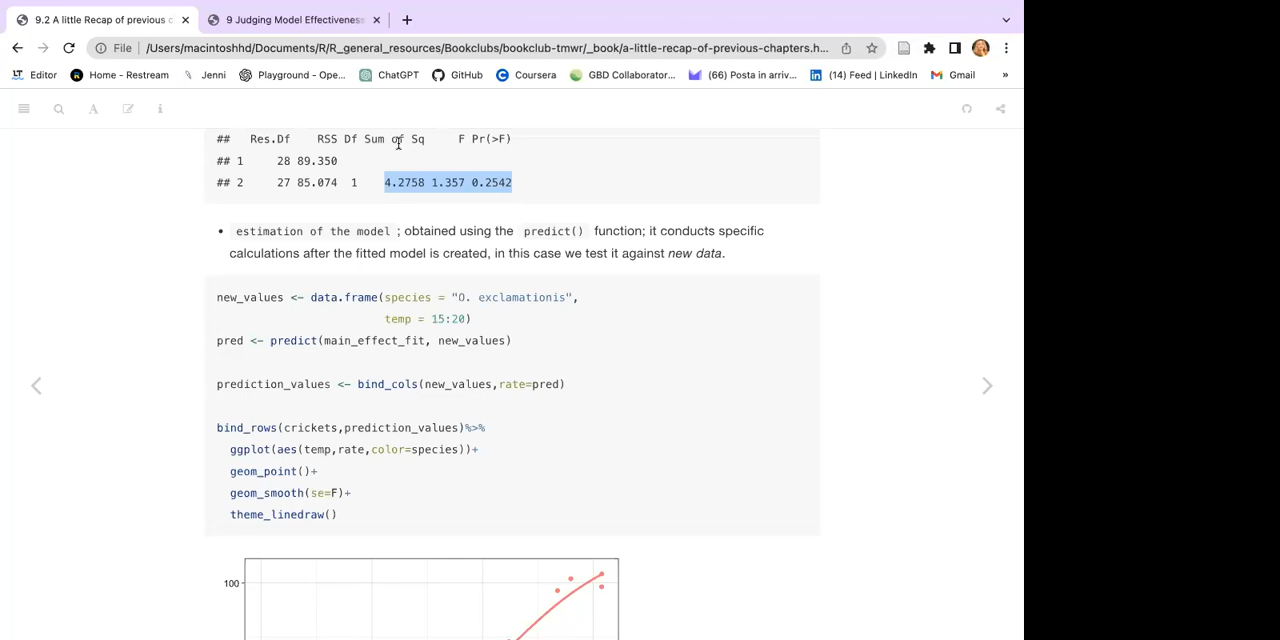 9.2 A little Recap of previous c
9 Judging Model Effectiveness
File
/Users/macintoshhd/Documents/R/R_general_resources/Bookclubs/bookclub-tmwr/_book/a-little-recap-of-previous-chapters.h...
LT Editor
R Home - Restream
Jenni
Playground - Ope...
ChatGPT
GitHub
C Coursera
GBD Collaborator...
(66) Posta in arriv...
in (14) Feed | LinkedIn
Gmail
»
A
i
## Res.Df RSS Df Sum of Sq F Pr(>F)
## 1 28 89.350
## 2 27 85.074 1 4.2758 1.357 0.2542
• estimation of the model ; obtained using the predict() function; it conducts specific
calculations after the fitted model is created, in this case we test it against new data.
new_values <- data.frame(species = "O. exclamationis",
temp = 15:20)
pred <- predict(main_effect_fit, new_values)
prediction_values <- bind_cols(new_values,rate=pred)
bind_rows(crickets,prediction_values)%>%
ggplot(aes(temp,rate,color=species))+
geom_point()+
geom_smooth(se=F)+
theme_linedraw()
100